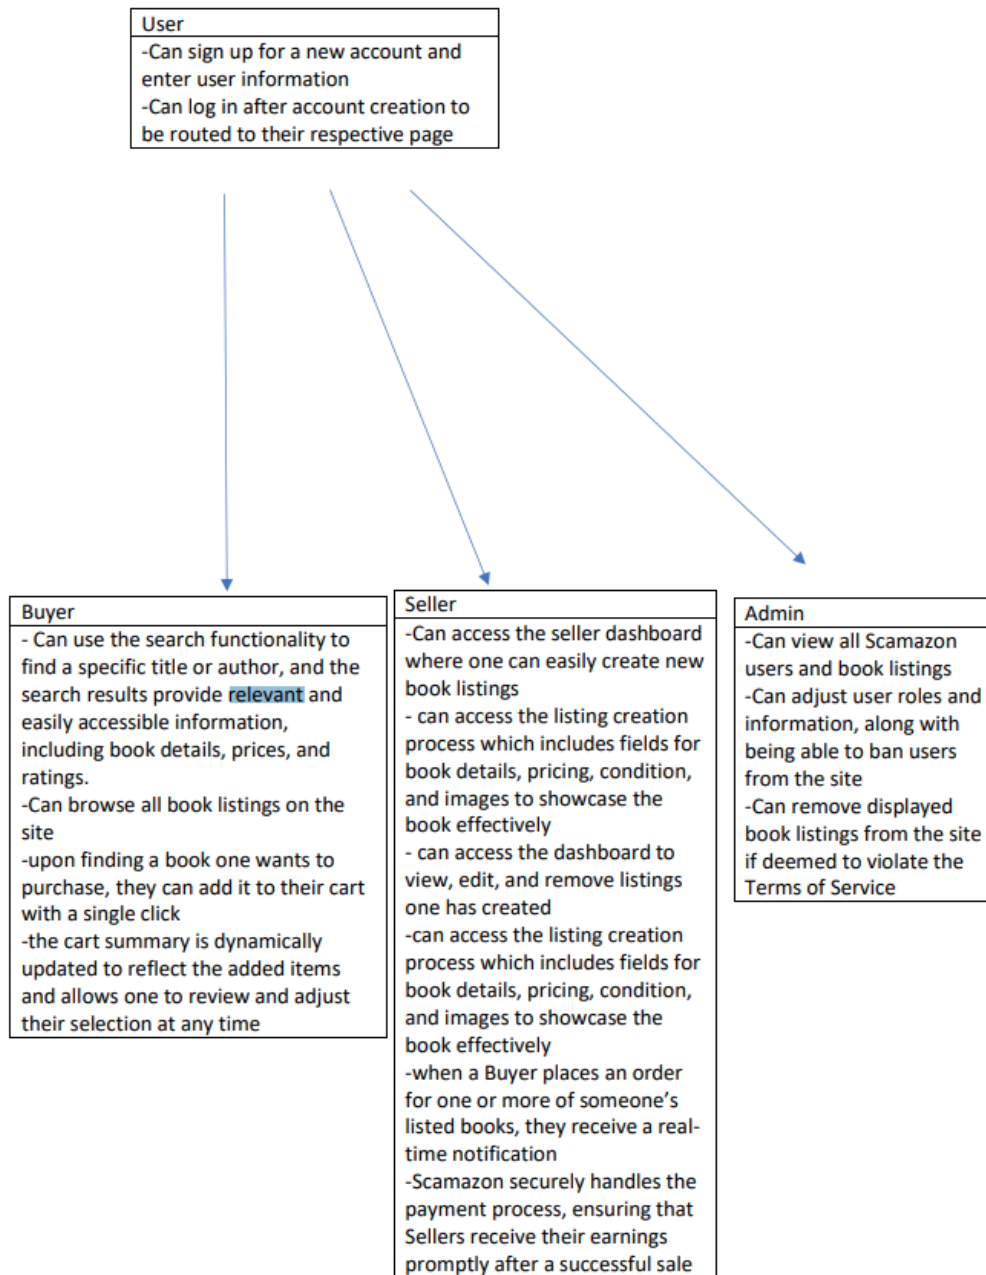 User
-Can sign up for a new account and
enter user information
-Can log in after account creation to
be routed to their respective page
Buyer
- Can use the search functionality to
find a specific title or author, and the
search results provide relevant and
easily accessible information,
including book details, prices, and
ratings.
-Can browse all book listings on the
site
-upon finding a book one wants to
purchase, they can add it to their cart
with a single click
-the cart summary is dynamically
updated to reflect the added items
and allows one to review and adjust
their selection at any time
Seller
-Can access the seller dashboard
where one can easily create new
book listings
- can access the listing creation
process which includes fields for
book details, pricing, condition,
and images to showcase the
book effectively
- can access the dashboard to
view, edit, and remove listings
one has created
-can access the listing creation
process which includes fields for
book details, pricing, condition,
and images to showcase the
book effectively
-when a Buyer places an order
for one or more of someone’s
listed books, they receive a real-
time notification
-Scamazon securely handles the
payment process, ensuring that
Sellers receive their earnings
promptly after a successful sale
Admin
-Can view all Scamazon
users and book listings
-Can adjust user roles and
information, along with
being able to ban users
from the site
-Can remove displayed
book listings from the site
if deemed to violate the
Terms of Service